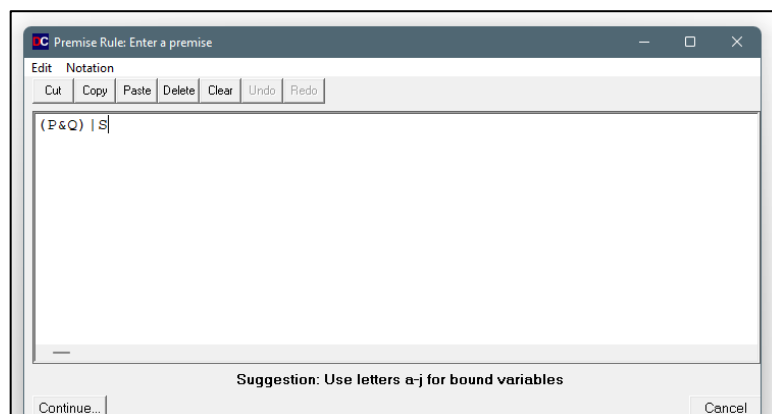 DC Premise Rule: Enter a premise
Edit Notation
Cut Copy Paste Delete Clear Undo Redo
(P&Q)|S
Suggestion: Use letters a-j for bound variables
Continue... Cancel